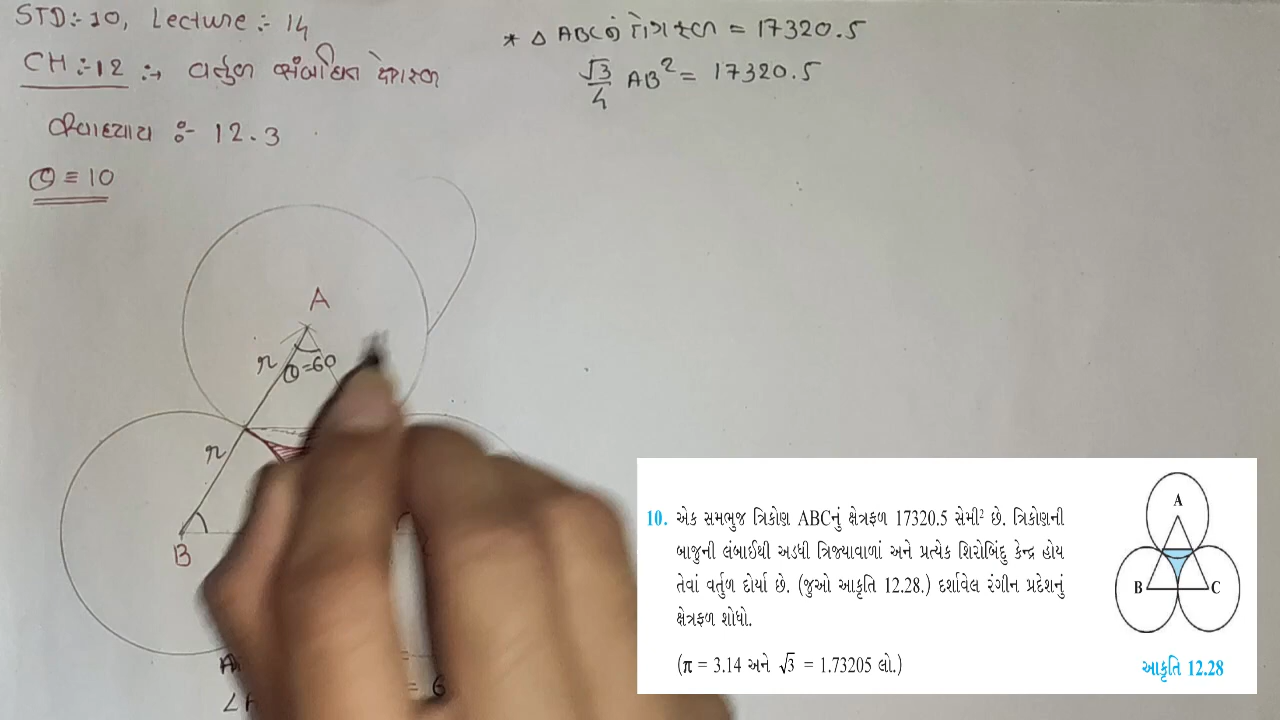 STD:- 10, Lecture :- 14
CH :- 12 :→ વર્તુળ સંબંધિત ક્ષેત્રફળ
સ્વાધ્યાય :- 12.3
Q = 10
* △ ABCનું ક્ષેત્રફળ = 17320.5
√3/4 AB² = 17320.5
A
r
θ=60
r
B
= 6
10. એક સમભુજ ત્રિકોણ ABCનું ક્ષેત્રફળ 17320.5 સેમી² છે. ત્રિકોણની
બાજુની લંબાઈથી અડધી ત્રિજ્યાવાળાં અને પ્રત્યેક શિરોબિંદુ કેન્દ્ર હોય
તેવાં વર્તુળ દોર્યા છે. (જુઓ આકૃતિ 12.28.) દર્શાવેલ રંગીન પ્રદેશનું
ક્ષેત્રફળ શોધો.
(π = 3.14 અને √3 = 1.73205 લો.)
A
B
C
આકૃતિ 12.28